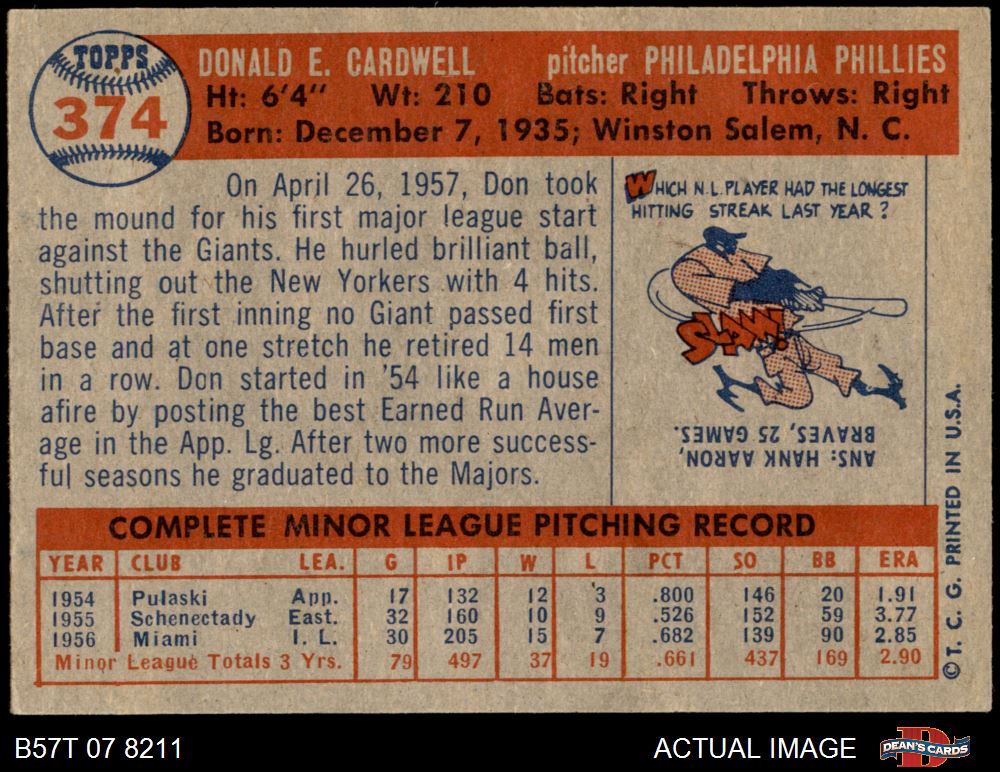 TOPPS
374
DONALD E. CARDWELL pitcher PHILADELPHIA PHILLIES
Ht: 6'4" Wt: 210 Bats: Right Throws: Right
Born: December 7, 1935; Winston Salem, N. C.
On April 26, 1957, Don took
the mound for his first major league start
against the Giants. He hurled brilliant ball,
shutting out the New Yorkers with 4 hits.
After the first inning no Giant passed first
base and at one stretch he retired 14 men
in a row. Don started in '54 like a house
afire by posting the best Earned Run Aver-
age in the App. Lg. After two more success-
ful seasons he graduated to the Majors.
WHICH N.L. PLAYER HAD THE LONGEST
HITTING STREAK LAST YEAR?
SLAM!
ANS: HANK AARON,
BRAVES, 25 GAMES.
COMPLETE MINOR LEAGUE PITCHING RECORD
YEAR CLUB LEA. G IP W L PCT SO BB ERA
1954 Pulaski App. 17 132 12 3 .800 146 20 1.91
1955 Schenectady East. 32 160 10 9 .526 152 59 3.77
1956 Miami I. L. 30 205 15 7 .682 139 90 2.85
Minor League Totals 3 Yrs. 79 497 37 19 .661 437 169 2.90
© T. C. G. PRINTED IN U.S.A.
B57T 07 8211 ACTUAL IMAGE
D
DEAN'S CARDS